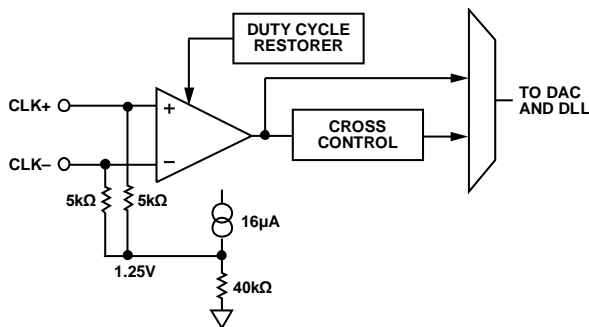 DUTY CYCLE
RESTORER
CLK+
+
TO DAC
AND DLL
CROSS
CONTROL
CLK–
–
5kΩ
5kΩ
16µA
1.25V
40kΩ